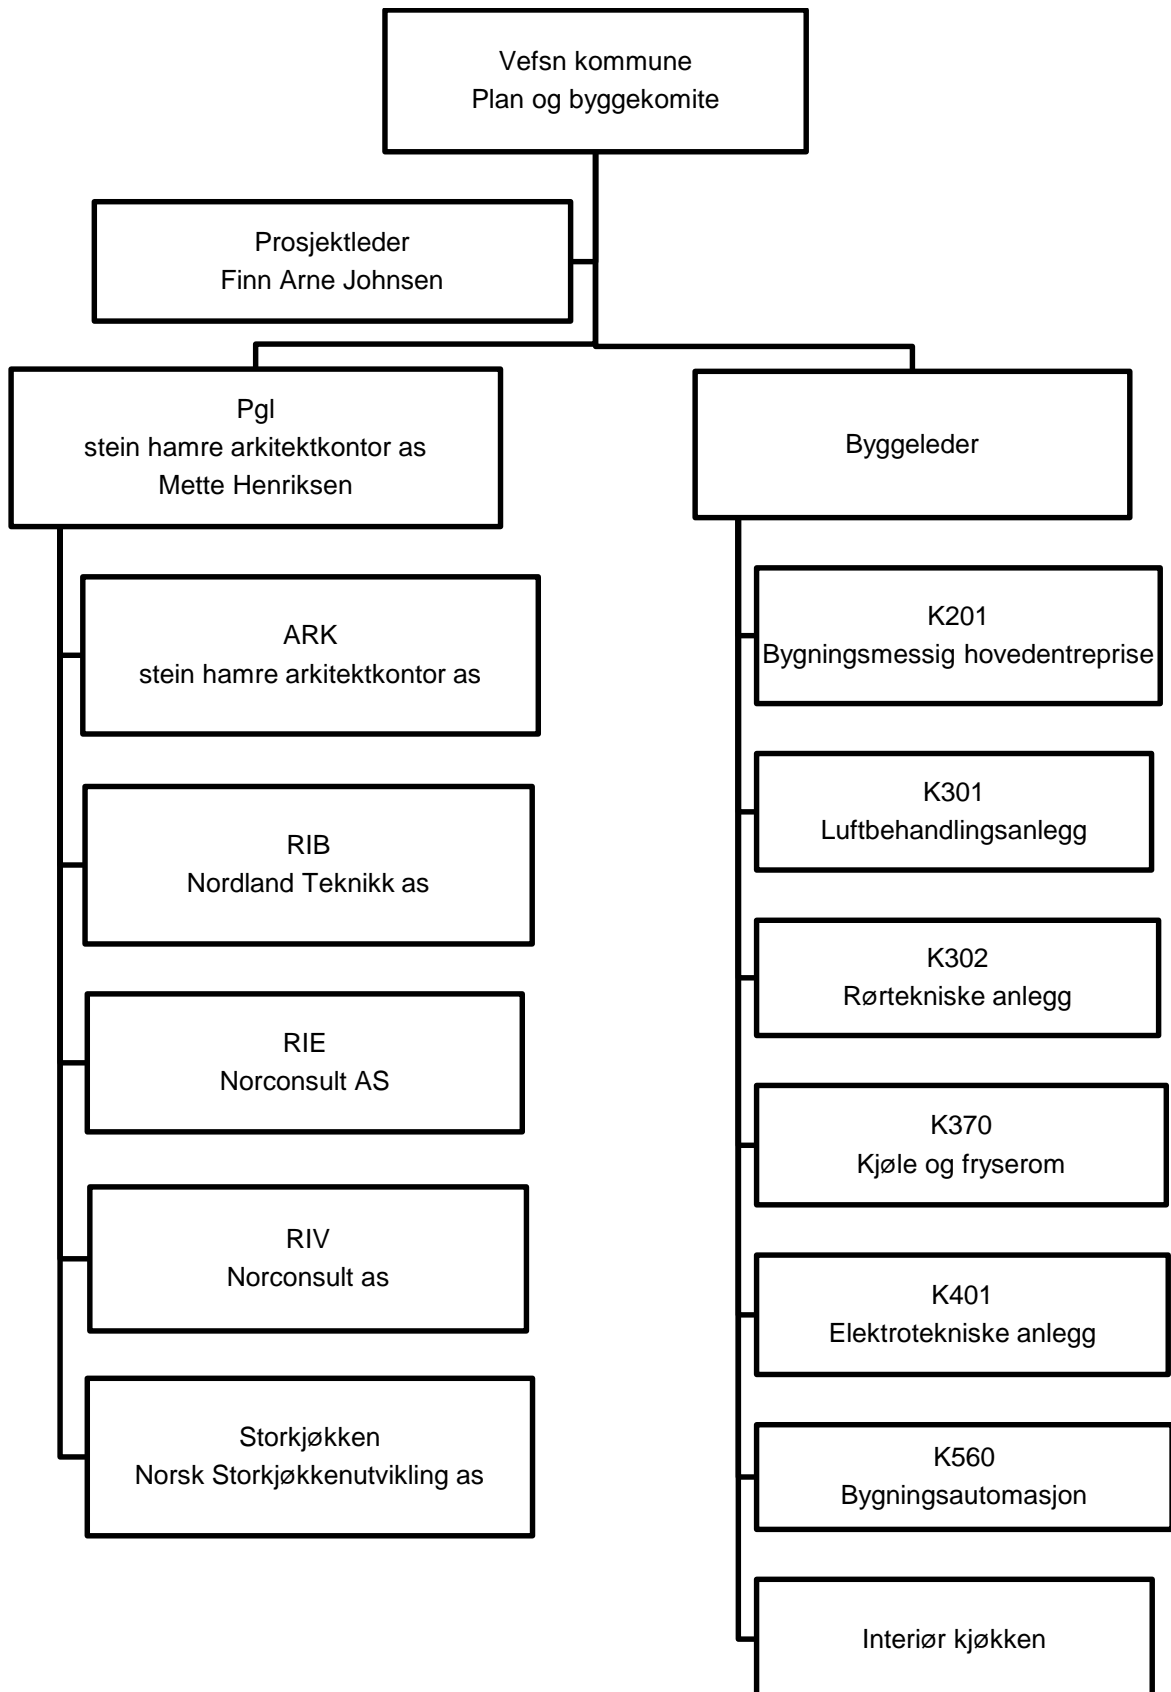 Vefsn kommune
Plan og byggekomite
Prosjektleder
Finn Arne Johnsen
Pgl
stein hamre arkitektkontor as
Mette Henriksen
ARK
stein hamre arkitektkontor as
RIB
Nordland Teknikk as
RIE
Norconsult AS
RIV
Norconsult as
Storkjøkken
Norsk Storkjøkkenutvikling as
Byggeleder
K201
Bygningsmessig hovedentreprise
K301
Luftbehandlingsanlegg
K302
Rørtekniske anlegg
K370
Kjøle og fryserom
K401
Elektrotekniske anlegg
K560
Bygningsautomasjon
Interiør kjøkken